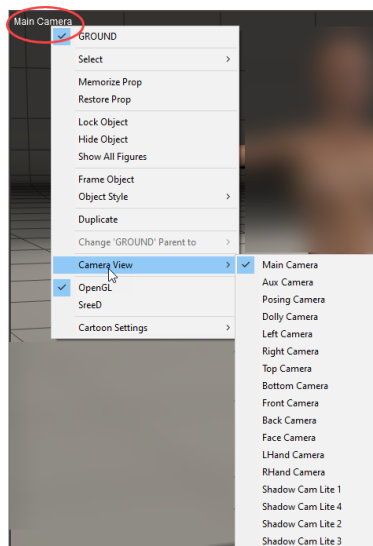 Main Camera
GROUND
Select
Memorize Prop
Restore Prop
Lock Object
Hide Object
Show All Figures
Frame Object
Object Style
Duplicate
Change 'GROUND' Parent to
Camera View
OpenGL
SreeD
Cartoon Settings
Main Camera
Aux Camera
Posing Camera
Dolly Camera
Left Camera
Right Camera
Top Camera
Bottom Camera
Front Camera
Back Camera
Face Camera
LHand Camera
RHand Camera
Shadow Cam Lite 1
Shadow Cam Lite 4
Shadow Cam Lite 2
Shadow Cam Lite 3